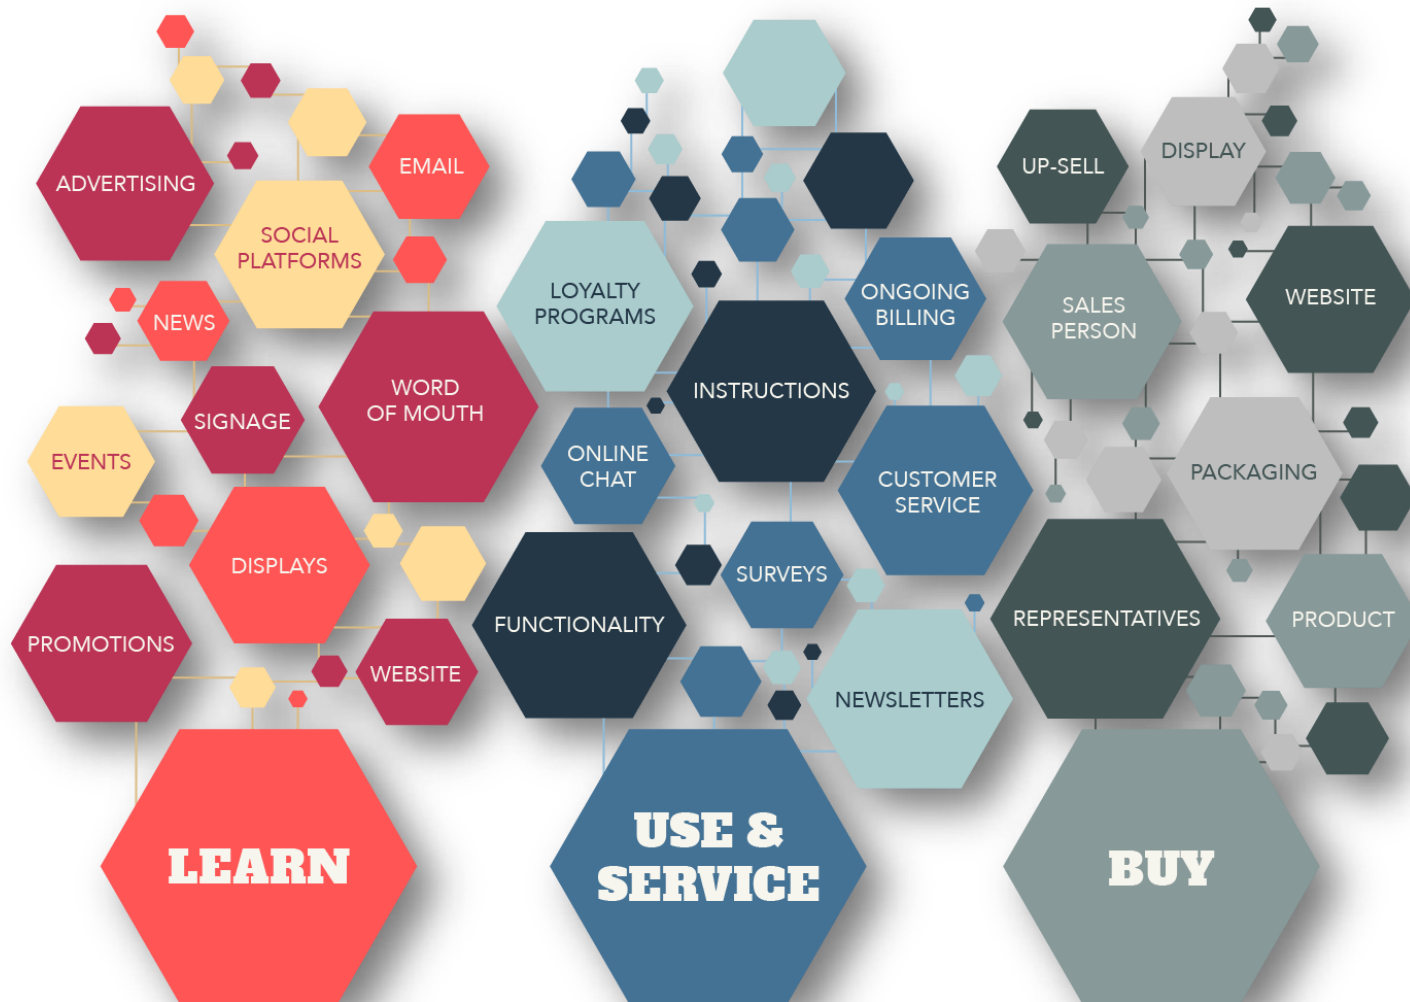 ADVERTISING
EMAIL
SOCIAL
PLATFORMS
NEWS
WORD
OF MOUTH
SIGNAGE
EVENTS
DISPLAYS
PROMOTIONS
WEBSITE
LEARN
LOYALTY
PROGRAMS
ONGOING
BILLING
INSTRUCTIONS
ONLINE
CHAT
CUSTOMER
SERVICE
SURVEYS
FUNCTIONALITY
NEWSLETTERS
USE &
SERVICE
UP-SELL
DISPLAY
SALES
PERSON
WEBSITE
PACKAGING
REPRESENTATIVES
PRODUCT
BUY